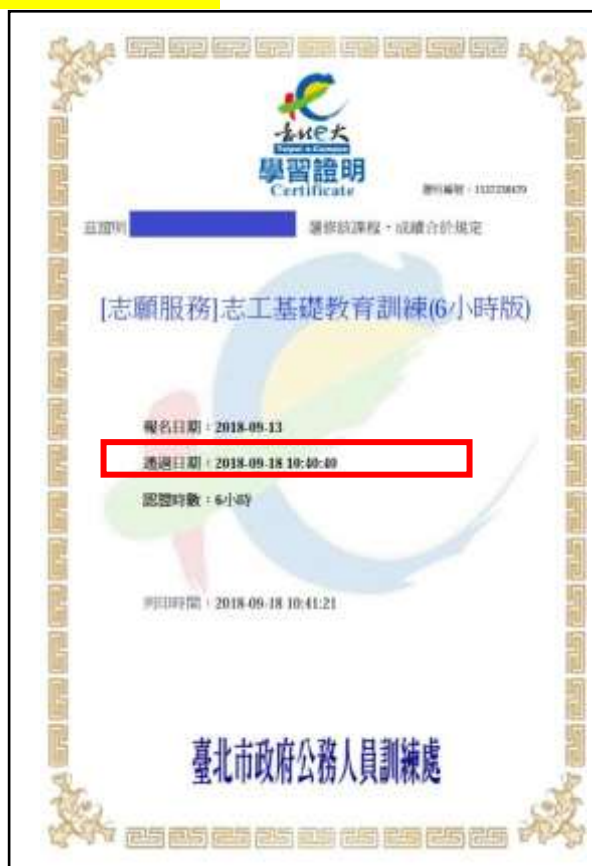 臺北e大
Taipei e-Campus
學習證明
Certificate
茲證明
選修該課程,成績合於規定
[志願服務]志工基礎教育訓練(6小時版)
報名日期:2018-09-13
通過日期:2018-09-18 10:40:40
認證時數:6小時
列印時間:2018-09-18 10:41:21
臺北市政府公務人員訓練處